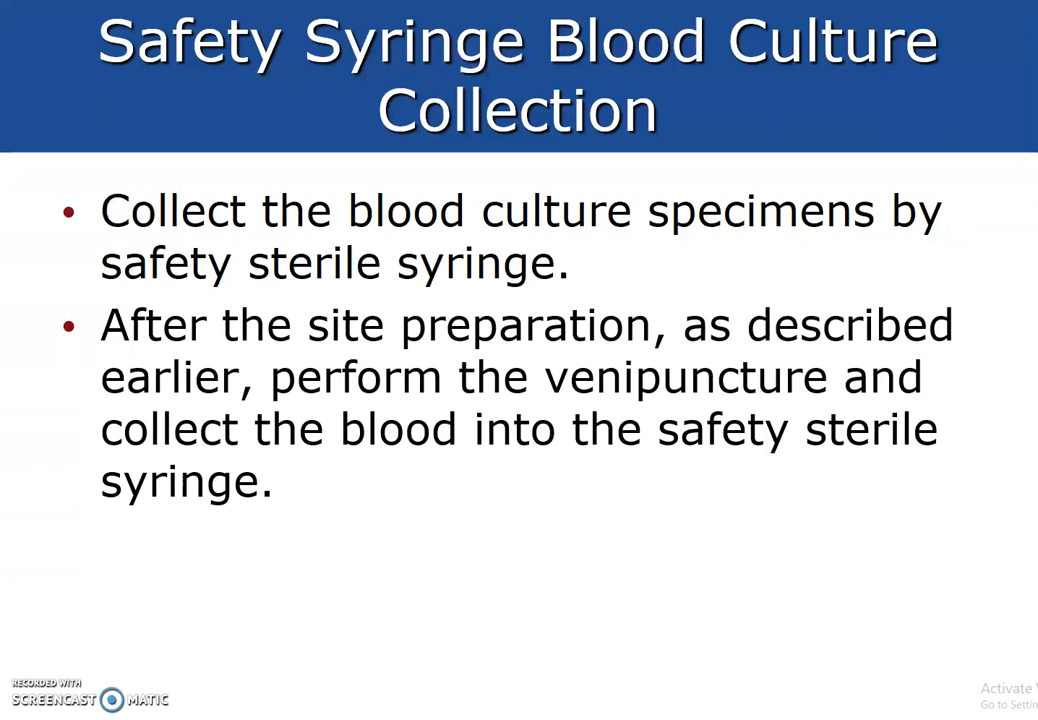 Safety Syringe Blood Culture
Collection
• Collect the blood culture specimens by
safety sterile syringe.
• After the site preparation, as described
earlier, perform the venipuncture and
collect the blood into the safety sterile
syringe.
RECORDED WITH
SCREENCAST MATIC
Activate
Go to